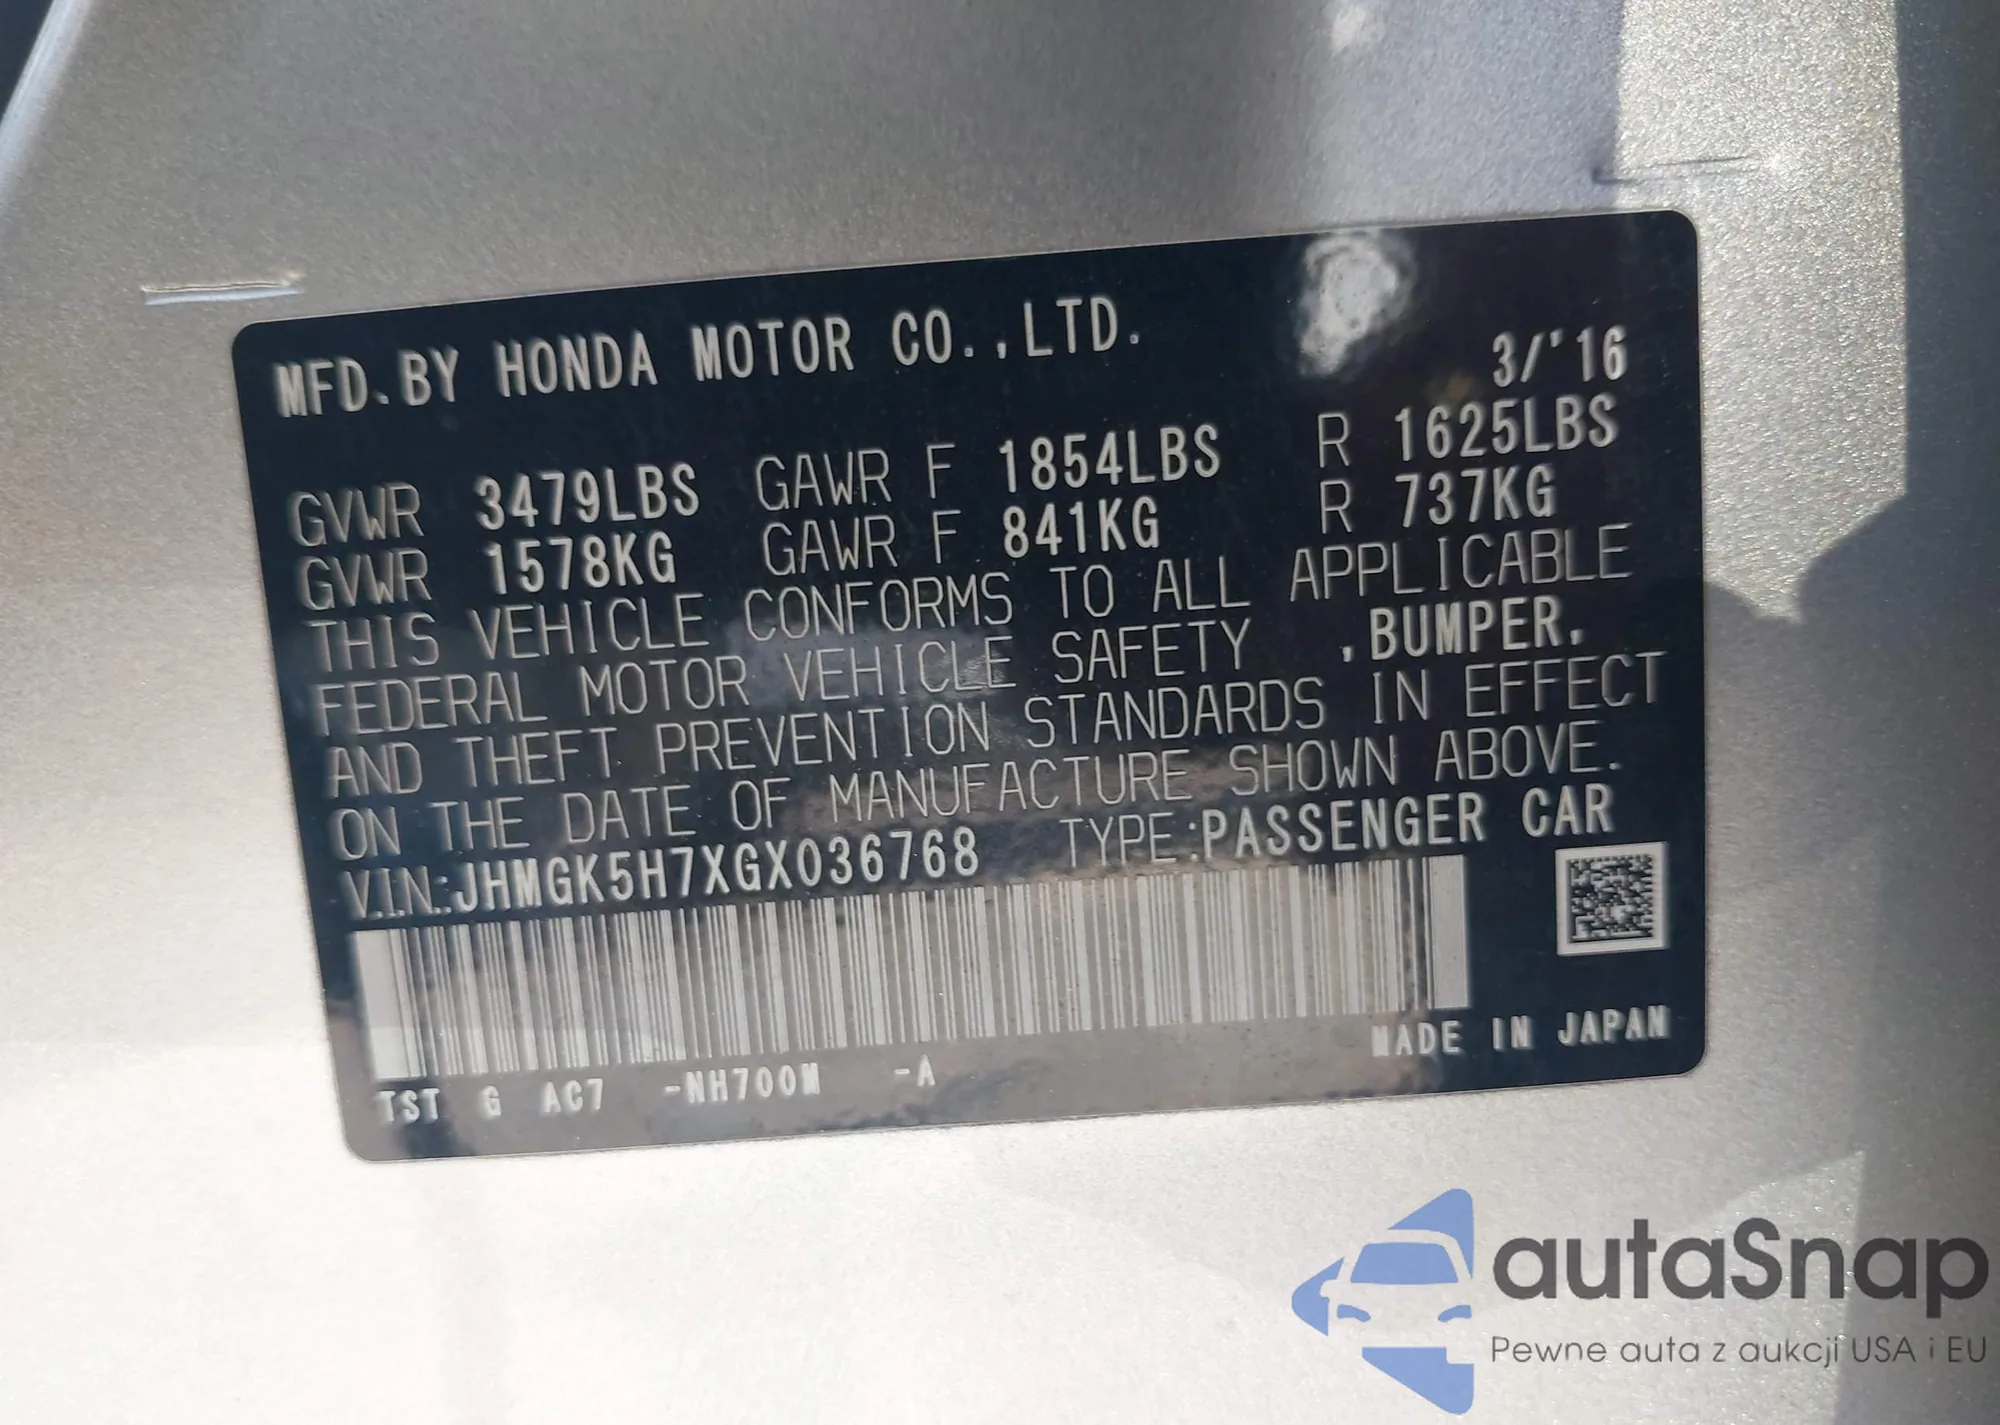 MFD.BY HONDA MOTOR CO.,LTD. 3/'16
GVWR 3479LBS GAWR F 1854LBS R 1625LBS
GVWR 1578KG GAWR F 841KG R 737KG
THIS VEHICLE CONFORMS TO ALL APPLICABLE
FEDERAL MOTOR VEHICLE SAFETY ,BUMPER,
AND THEFT PREVENTION STANDARDS IN EFFECT
ON THE DATE OF MANUFACTURE SHOWN ABOVE.
VIN:JHMGK5H7XGX036768 TYPE:PASSENGER CAR
MADE IN JAPAN
TST G AC7 -NH700M -A
autaSnap
Pewne auta z aukcji USA i EU